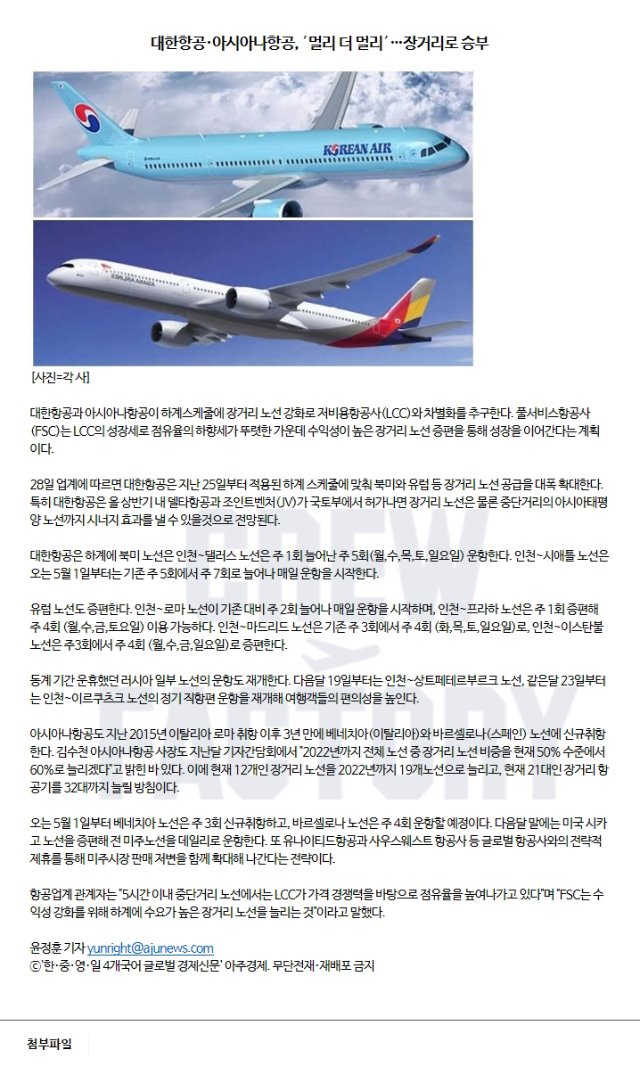 대한항공·아시아나항공, ′멀리 더 멀리′…장거리로 승부
KOREAN AIR
ASIANA AIRLINES
[사진=각 사]
대한항공과 아시아나항공이 하계스케줄에 장거리 노선 강화로 저비용항공사(LCC)와 차별화를 추구한다. 풀서비스항공사
(FSC)는 LCC의 성장세로 점유율의 하향세가 뚜렷한 가운데 수익성이 높은 장거리 노선 증편을 통해 성장을 이어간다는 계획
이다.
28일 업계에 따르면 대한항공은 지난 25일부터 적용된 하계 스케줄에 맞춰 북미와 유럽 등 장거리 노선 공급을 대폭 확대한다.
특히 대한항공은 올 상반기 내 델타항공과 조인트벤처(JV)가 국토부에서 허가나면 장거리 노선은 물론 중단거리의 아시아태평
양 노선까지 시너지 효과를 낼 수 있을것으로 전망된다.
대한항공은 하계에 북미 노선은 인천~댈러스 노선은 주 1회 늘어난 주 5회(월,수,목,토,일요일) 운항한다. 인천~시애틀 노선은
오는 5월 1일부터는 기존 주 5회에서 주 7회로 늘어나 매일 운항을 시작한다.
유럽 노선도 증편한다. 인천~로마 노선이 기존 대비 주 2회 늘어나 매일 운항을 시작하며, 인천~프라하 노선은 주 1회 증편해
주 4회 (월,수,금,토요일) 이용 가능하다. 인천~마드리드 노선은 기존 주 3회에서 주 4회 (화,목,토,일요일)로, 인천~이스탄불
노선은 주3회에서 주 4회 (월,수,금,일요일)로 증편한다.
동계 기간 운휴했던 러시아 일부 노선의 운항도 재개한다. 다음달 19일부터는 인천~상트페테르부르크 노선, 같은달 23일부터
는 인천~이르쿠츠크 노선의 정기 직항편 운항을 재개해 여행객들의 편의성을 높인다.
아시아나항공도 지난 2015년 이탈리아 로마 취항 이후 3년 만에 베네치아(이탈리아)와 바르셀로나(스페인) 노선에 신규취항
한다. 김수천 아시아나항공 사장도 지난달 기자간담회에서 "2022년까지 전체 노선 중 장거리 노선 비중을 현재 50% 수준에서
60%로 늘리겠다"고 밝힌 바 있다. 이에 현재 12개인 장거리 노선을 2022년까지 19개노선으로 늘리고, 현재 21대인 장거리 항
공기를 32대까지 늘릴 방침이다.
오는 5월 1일부터 베네치아 노선은 주 3회 신규취항하고, 바르셀로나 노선은 주 4회 운항할 예정이다. 다음달 말에는 미국 시카
고 노선을 증편해 전 미주노선을 데일리로 운항한다. 또 유나이티드항공과 사우스웨스트 항공사 등 글로벌 항공사와의 전략적
제휴를 통해 미주시장 판매 저변을 함께 확대해 나간다는 전략이다.
항공업계 관계자는 "5시간 이내 중단거리 노선에서는 LCC가 가격 경쟁력을 바탕으로 점유율을 높여나가고 있다"며 "FSC는 수
익성 강화를 위해 하계에 수요가 높은 장거리 노선을 늘리는 것"이라고 말했다.
윤정훈 기자 yunright@ajunews.com
ⓒ'한·중·영·일 4개국어 글로벌 경제신문' 아주경제. 무단전재·재배포 금지
CREW
FACTORY
첨부파일